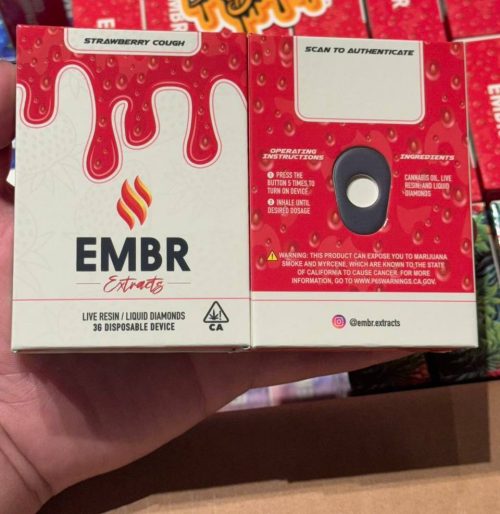 STRAWBERRY COUGH
EMBR
Extracts
LIVE RESIN / LIQUID DIAMONDS
3G DISPOSABLE DEVICE
CA
SCAN TO AUTHENTICATE
OPERATING
INSTRUCTIONS
1 PRESS THE
BUTTON 5 TIMES,TO
TURN ON DEVICE
2 INHALE UNTIL
DESIRED DOSAGE
INGREDIENTS
CANNABIS OIL, LIVE
RESIN, AND LIQUID
DIAMONDS
WARNING: THIS PRODUCT CAN EXPOSE YOU TO MARIJUANA
SMOKE AND MYRCENE, WHICH ARE KNOWN TO THE STATE
OF CALIFORNIA TO CAUSE CANCER. FOR MORE
INFORMATION, GO TO WWW.P65WARNINGS.CA.GOV.
@embr.extracts